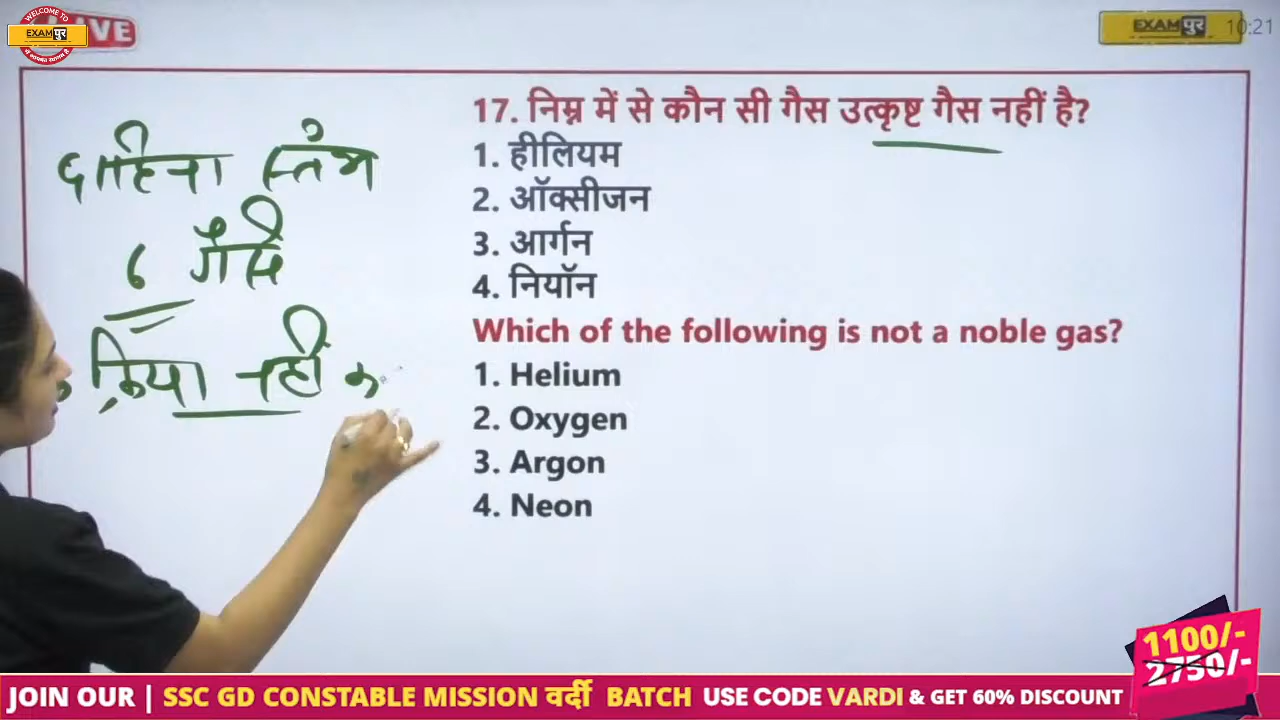 WELCOME TO
EXAMपुर
LIVE
EXAMपुर
10:21
दाहिना स्तंभ
6 गैसें
क्रिया नहीं क
17. निम्न में से कौन सी गैस उत्कृष्ट गैस नहीं है?
1. हीलियम
2. ऑक्सीजन
3. आर्गन
4. नियॉन
Which of the following is not a noble gas?
1. Helium
2. Oxygen
3. Argon
4. Neon
1100/-
2750/-
JOIN OUR | SSC GD CONSTABLE MISSION वर्दी BATCH USE CODE VARDI & GET 60% DISCOUNT